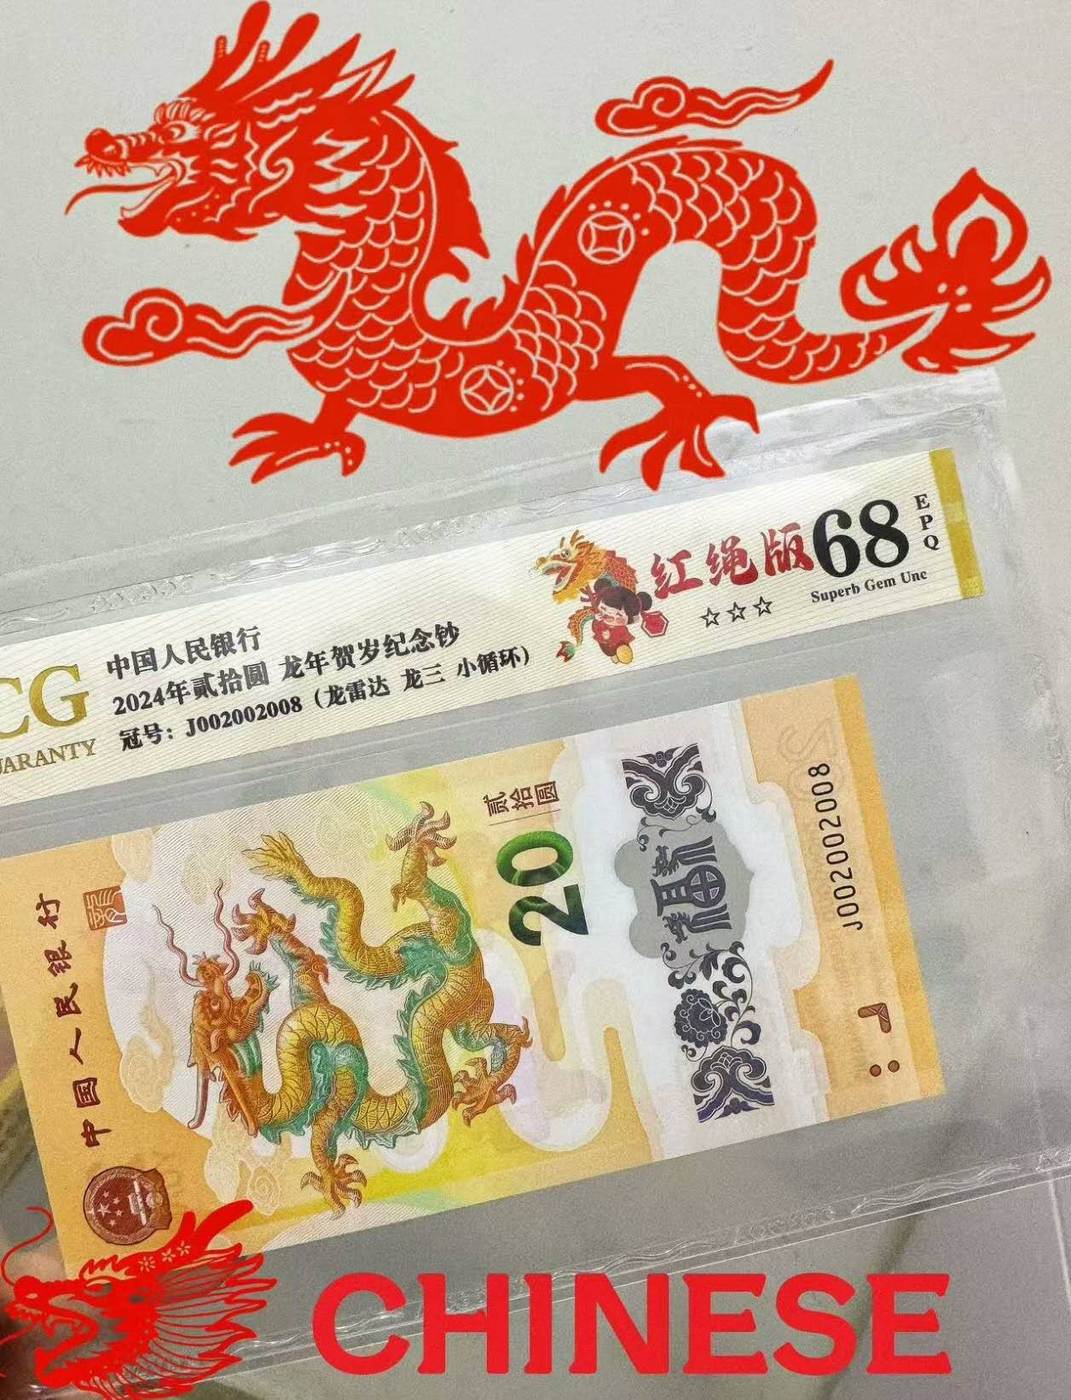 CG
UARANTY
中国人民银行
2024年贰拾圆 龙年贺岁纪念钞
冠号：J002002008（龙雷达 龙三 小循环）
红绳版
☆☆☆
68
EPQ
Superb Gem Unc
中国人民银行
贰拾圆
20
福
J002002008
CHINESE